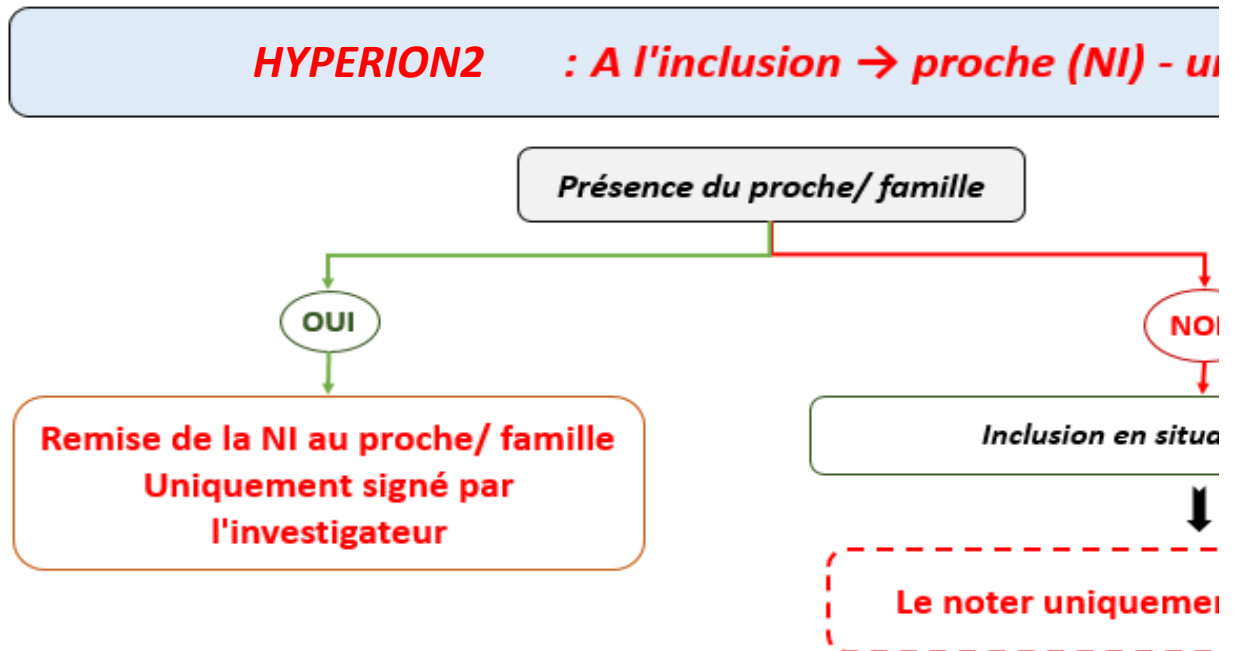 HYPERION2 : A l'inclusion → proche (NI) -
Présence du proche/ famille
OUI
Remise de la NI au proche/ famille
Uniquement signé par
l'investigateur
Inclusion en
Le noter